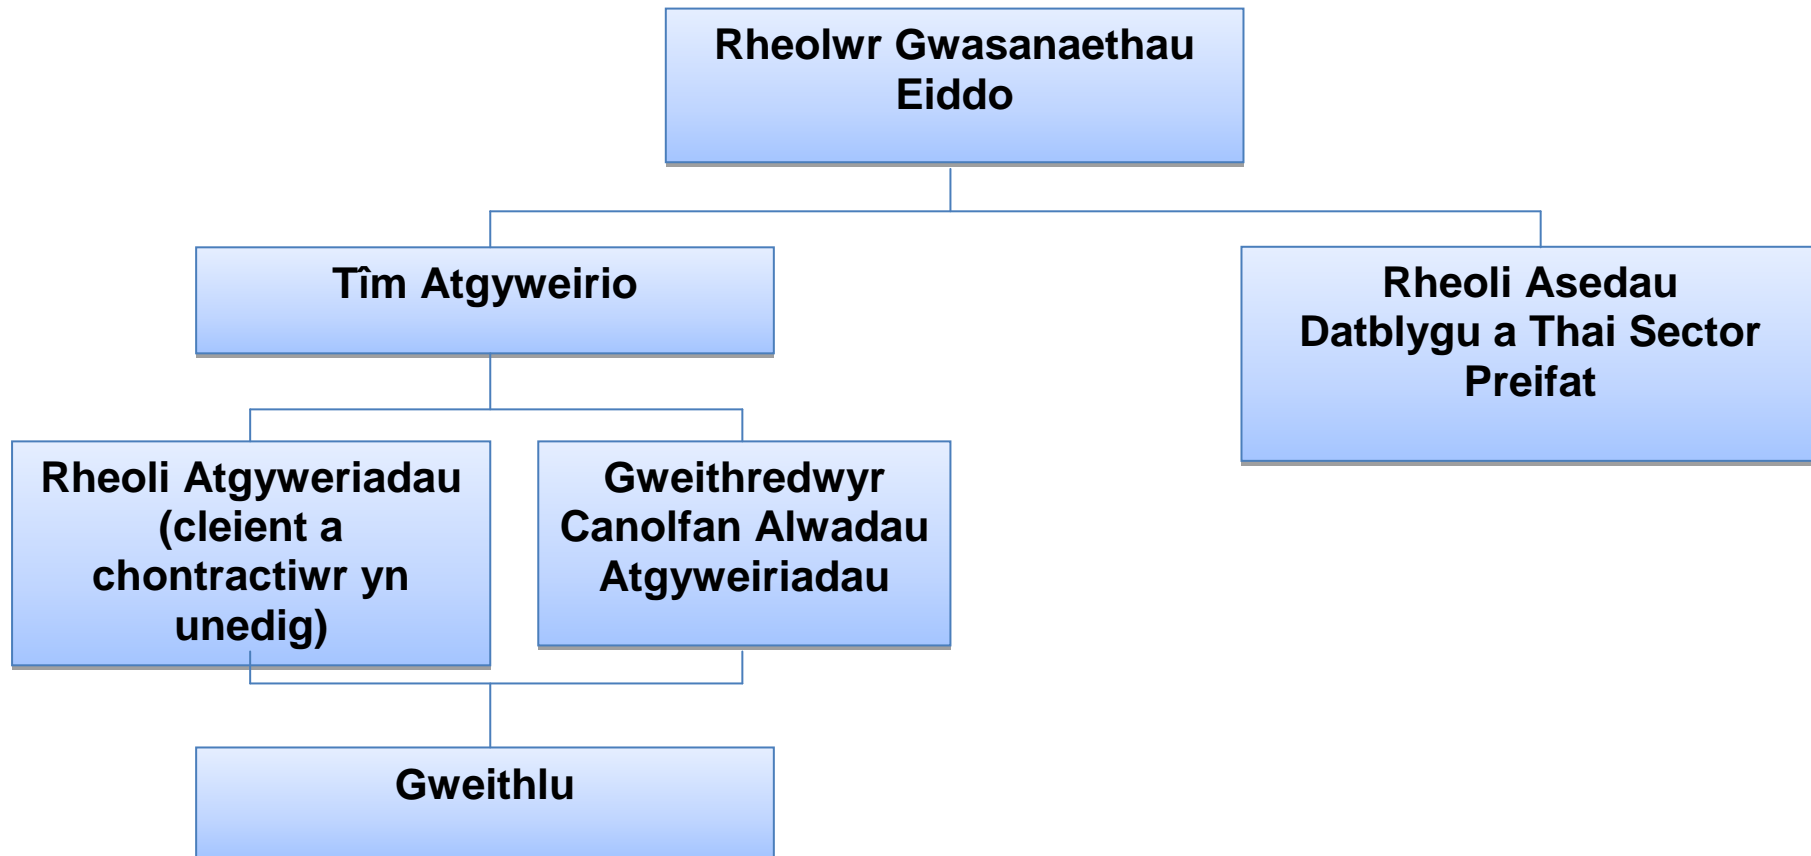 Rheolwr Gwasanaethau
Eiddo
Tîm Atgyweirio
Rheoli Asedau
Datblygu a Thai Sector
Preifat
Rheoli Atgyweriadau
(cleient a
chontractiwr yn
unedig)
Gweithredwyr
Canolfan Alwadau
Atgyweiriadau
Gweithlu